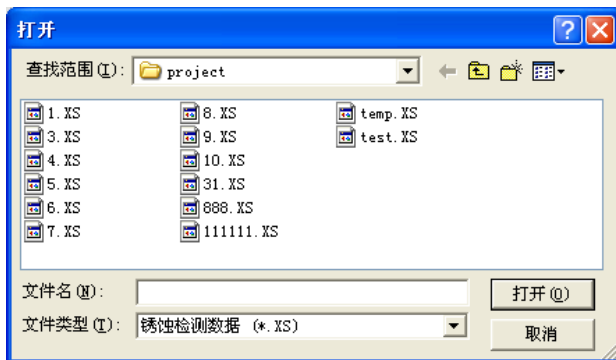 打开
查找范围(I): project
1.XS
3.XS
4.XS
5.XS
6.XS
7.XS
8.XS
9.XS
10.XS
31.XS
888.XS
111111.XS
temp.XS
test.XS
文件名(N): 打开(O)
文件类型(T): 锈蚀检测数据 (*.XS) 取消